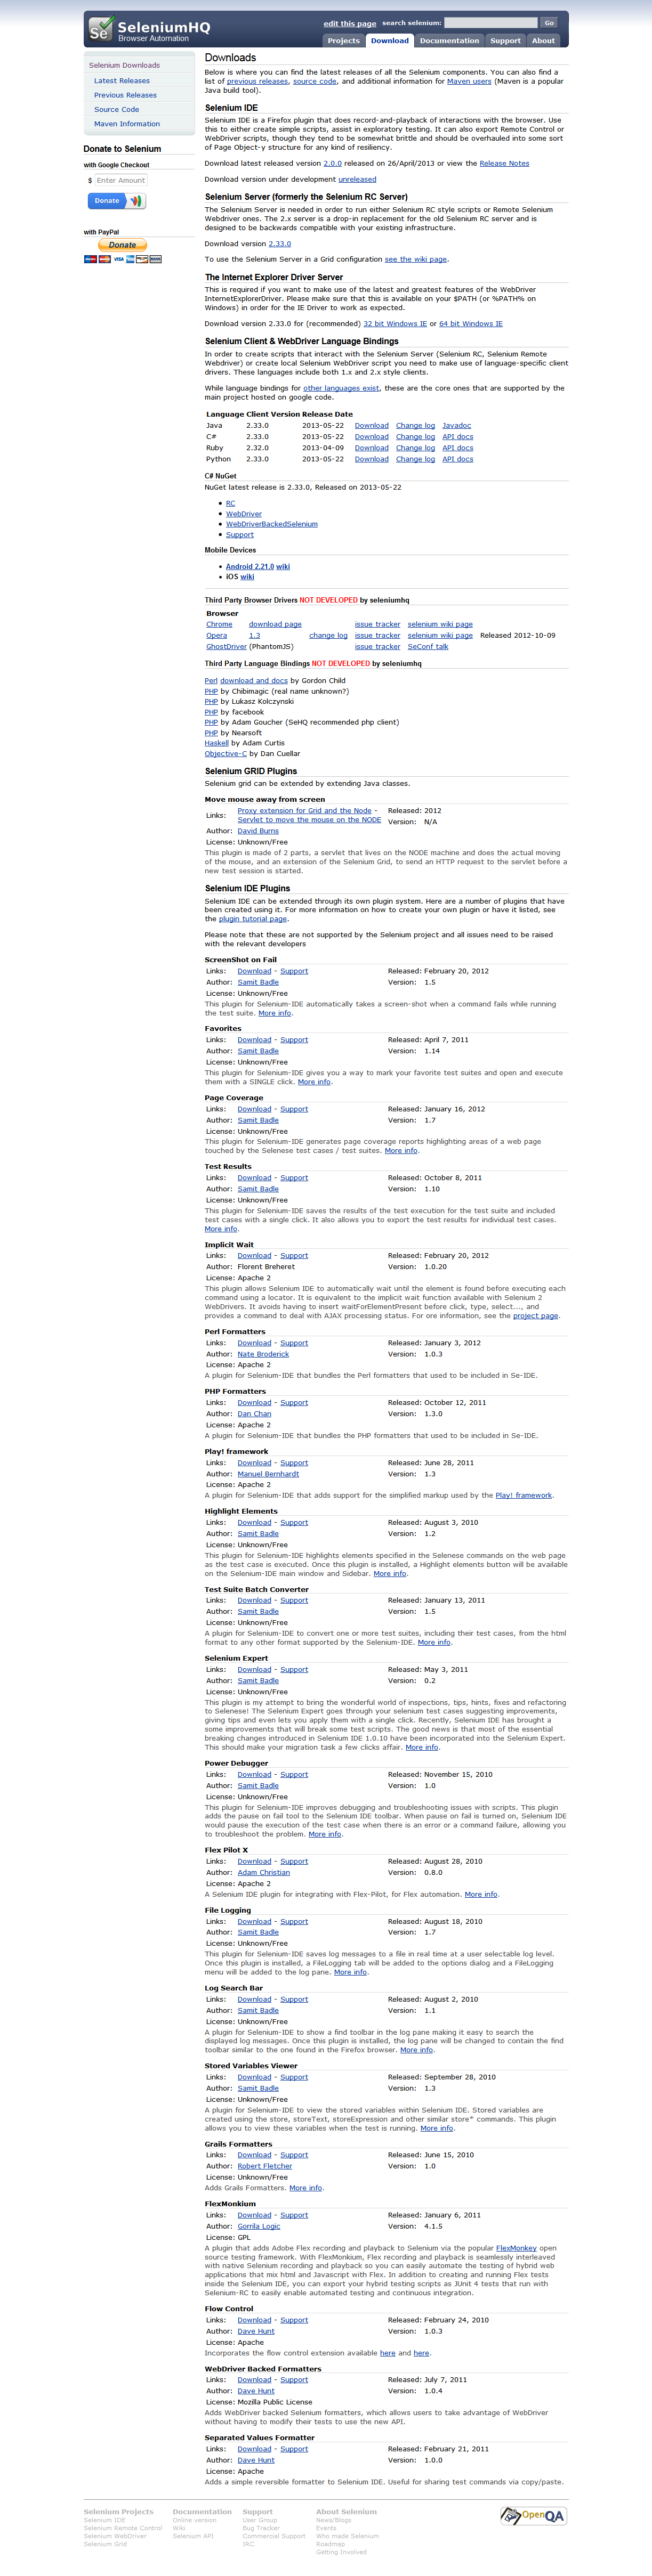 SeleniumHQ
Browser Automation
edit this page
search selenium:
Go
Projects
Download
Documentation
Support
About
Selenium Downloads
Latest Releases
Previous Releases
Source Code
Maven Information
Donate to Selenium
with Google Checkout
$ Enter Amount
Donate
with PayPal
Donate
VISA
Downloads
Below is where you can find the latest releases of all the Selenium components. You can also find a
list of previous releases, source code, and additional information for Maven users (Maven is a popular
Java build tool).
Selenium IDE
Selenium IDE is a Firefox plugin that does record-and-playback of interactions with the browser. Use
this to either create simple scripts, assist in exploratory testing. It can also export Remote Control or
WebDriver scripts, though they tend to be somewhat brittle and should be overhauled into some sort
of Page Object-y structure for any kind of resiliency.
Download latest released version 2.0.0 released on 26/April/2013 or view the Release Notes
Download version under development unreleased
Selenium Server (formerly the Selenium RC Server)
The Selenium Server is needed in order to run either Selenium RC style scripts or Remote Selenium
Webdriver ones. The 2.x server is a drop-in replacement for the old Selenium RC server and is
designed to be backwards compatible with your existing infrastructure.
Download version 2.33.0
To use the Selenium Server in a Grid configuration see the wiki page.
The Internet Explorer Driver Server
This is required if you want to make use of the latest and greatest features of the WebDriver
InternetExplorerDriver. Please make sure that this is available on your $PATH (or %PATH% on
Windows) in order for the IE Driver to work as expected.
Download version 2.33.0 for (recommended) 32 bit Windows IE or 64 bit Windows IE
Selenium Client & WebDriver Language Bindings
In order to create scripts that interact with the Selenium Server (Selenium RC, Selenium Remote
Webdriver) or create local Selenium WebDriver script you need to make use of language-specific client
drivers. These languages include both 1.x and 2.x style clients.
While language bindings for other languages exist, these are the core ones that are supported by the
main project hosted on google code.
Language Client Version Release Date
Java 2.33.0 2013-05-22 Download Change log Javadoc
C# 2.33.0 2013-05-22 Download Change log API docs
Ruby 2.32.0 2013-04-09 Download Change log API docs
Python 2.33.0 2013-05-22 Download Change log API docs
C# NuGet
NuGet latest release is 2.33.0, Released on 2013-05-22
RC
WebDriver
WebDriverBackedSelenium
Support
Mobile Devices
Android 2.21.0 wiki
iOS wiki
Third Party Browser Drivers NOT DEVELOPED by seleniumhq
Browser
Chrome download page issue tracker selenium wiki page
Opera 1.3 change log issue tracker selenium wiki page Released 2012-10-09
GhostDriver (PhantomJS) issue tracker SeConf talk
Third Party Language Bindings NOT DEVELOPED by seleniumhq
Perl download and docs by Gordon Child
PHP by Chibimagic (real name unknown?)
PHP by Lukasz Kolczynski
PHP by facebook
PHP by Adam Goucher (SeHQ recommended php client)
PHP by Nearsoft
Haskell by Adam Curtis
Objective-C by Dan Cuellar
Selenium GRID Plugins
Selenium grid can be extended by extending Java classes.
Move mouse away from screen
Links: Proxy extension for Grid and the Node -
Servlet to move the mouse on the NODE
Released: 2012
Version: N/A
Author: David Burns
License: Unknown/Free
This plugin is made of 2 parts, a servlet that lives on the NODE machine and does the actual moving
of the mouse, and an extension of the Selenium Grid, to send an HTTP request to the servlet before a
new test session is started.
Selenium IDE Plugins
Selenium IDE can be extended through its own plugin system. Here are a number of plugins that have
been created using it. For more information on how to create your own plugin or have it listed, see
the plugin tutorial page.
Please note that these are not supported by the Selenium project and all issues need to be raised
with the relevant developers
ScreenShot on Fail
Links: Download - Support Released: February 20, 2012
Author: Samit Badle Version: 1.5
License: Unknown/Free
This plugin for Selenium-IDE automatically takes a screen-shot when a command fails while running
the test suite. More info.
Favorites
Links: Download - Support Released: April 7, 2011
Author: Samit Badle Version: 1.14
License: Unknown/Free
This plugin for Selenium-IDE gives you a way to mark your favorite test suites and open and execute
them with a SINGLE click. More info.
Page Coverage
Links: Download - Support Released: January 16, 2012
Author: Samit Badle Version: 1.7
License: Unknown/Free
This plugin for Selenium-IDE generates page coverage reports highlighting areas of a web page
touched by the Selenese test cases / test suites. More info.
Test Results
Links: Download - Support Released: October 8, 2011
Author: Samit Badle Version: 1.10
License: Unknown/Free
This plugin for Selenium-IDE saves the results of the test execution for the test suite and included
test cases with a single click. It also allows you to export the test results for individual test cases.
More info.
Implicit Wait
Links: Download - Support Released: February 20, 2012
Author: Florent Breheret Version: 1.0.20
License: Apache 2
This plugin allows Selenium IDE to automatically wait until the element is found before executing each
command using a locator. It is equivalent to the implicit wait function available with Selenium 2
WebDrivers. It avoids having to insert waitForElementPresent before click, type, select..., and
provides a command to deal with AJAX processing status. For ore information, see the project page.
Perl Formatters
Links: Download - Support Released: January 3, 2012
Author: Nate Broderick Version: 1.0.3
License: Apache 2
A plugin for Selenium-IDE that bundles the Perl formatters that used to be included in Se-IDE.
PHP Formatters
Links: Download - Support Released: October 12, 2011
Author: Dan Chan Version: 1.3.0
License: Apache 2
A plugin for Selenium-IDE that bundles the PHP formatters that used to be included in Se-IDE.
Play! framework
Links: Download - Support Released: June 28, 2011
Author: Manuel Bernhardt Version: 1.3
License: Apache 2
A plugin for Selenium-IDE that adds support for the simplified markup used by the Play! framework.
Highlight Elements
Links: Download - Support Released: August 3, 2010
Author: Samit Badle Version: 1.2
License: Unknown/Free
This plugin for Selenium-IDE highlights elements specified in the Selenese commands on the web page
as the test case is executed. Once this plugin is installed, a Highlight elements button will be available
on the Selenium-IDE main window and Sidebar. More info.
Test Suite Batch Converter
Links: Download - Support Released: January 13, 2011
Author: Samit Badle Version: 1.5
License: Unknown/Free
A plugin for Selenium-IDE to convert one or more test suites, including their test cases, from the html
format to any other format supported by the Selenium-IDE. More info.
Selenium Expert
Links: Download - Support Released: May 3, 2011
Author: Samit Badle Version: 0.2
License: Unknown/Free
This plugin is my attempt to bring the wonderful world of inspections, tips, hints, fixes and refactoring
to Selenese! The Selenium Expert goes through your selenium test cases suggesting improvements,
giving tips and even lets you apply them with a single click. Recently, Selenium IDE has brought a
some improvements that will break some test scripts. The good news is that most of the essential
breaking changes introduced in Selenium IDE 1.0.10 have been incorporated into the Selenium Expert.
This should make your migration task a few clicks affair. More info.
Power Debugger
Links: Download - Support Released: November 15, 2010
Author: Samit Badle Version: 1.0
License: Unknown/Free
This plugin for Selenium-IDE improves debugging and troubleshooting issues with scripts. This plugin
adds the pause on fail tool to the Selenium IDE toolbar. When pause on fail is turned on, Selenium IDE
would pause the execution of the test case when there is an error or a command failure, allowing you
to troubleshoot the problem. More info.
Flex Pilot X
Links: Download - Support Released: August 28, 2010
Author: Adam Christian Version: 0.8.0
License: Apache 2
A Selenium IDE plugin for integrating with Flex-Pilot, for Flex automation. More info.
File Logging
Links: Download - Support Released: August 18, 2010
Author: Samit Badle Version: 1.7
License: Unknown/Free
This plugin for Selenium-IDE saves log messages to a file in real time at a user selectable log level.
Once this plugin is installed, a FileLogging tab will be added to the options dialog and a FileLogging
menu will be added to the log pane. More info.
Log Search Bar
Links: Download - Support Released: August 2, 2010
Author: Samit Badle Version: 1.1
License: Unknown/Free
A plugin for Selenium-IDE to show a find toolbar in the log pane making it easy to search the
displayed log messages. Once this plugin is installed, the log pane will be changed to contain the find
toolbar similar to the one found in the Firefox browser. More info.
Stored Variables Viewer
Links: Download - Support Released: September 28, 2010
Author: Samit Badle Version: 1.3
License: Unknown/Free
A plugin for Selenium-IDE to view the stored variables within Selenium IDE. Stored variables are
created using the store, storeText, storeExpression and other similar store* commands. This plugin
allows you to view these variables when the test is running. More info.
Grails Formatters
Links: Download - Support Released: June 15, 2010
Author: Robert Fletcher Version: 1.0
License: Unknown/Free
Adds Grails Formatters. More info.
FlexMonkium
Links: Download - Support Released: January 6, 2011
Author: Gorrila Logic Version: 4.1.5
License: GPL
A plugin that adds Adobe Flex recording and playback to Selenium via the popular FlexMonkey open
source testing framework. With FlexMonkium, Flex recording and playback is seamlessly interleaved
with native Selenium recording and playback so you can easily automate the testing of hybrid web
applications that mix html and Javascript with Flex. In addition to creating and running Flex tests
inside the Selenium IDE, you can export your hybrid testing scripts as JUnit 4 tests that run with
Selenium-RC to easily enable automated testing and continuous integration.
Flow Control
Links: Download - Support Released: February 24, 2010
Author: Dave Hunt Version: 1.0.3
License: Apache
Incorporates the flow control extension available here and here.
WebDriver Backed Formatters
Links: Download - Support Released: July 7, 2011
Author: Dave Hunt Version: 1.0.4
License: Mozilla Public License
Adds WebDriver backed Selenium formatters, which allows users to take advantage of WebDriver
without having to modify their tests to use the new API.
Separated Values Formatter
Links: Download - Support Released: February 21, 2011
Author: Dave Hunt Version: 1.0.0
License: Apache
Adds a simple reversible formatter to Selenium IDE. Useful for sharing test commands via copy/paste.
Selenium Projects
Selenium IDE
Selenium Remote Control
Selenium WebDriver
Selenium Grid
Documentation
Online version
Wiki
Selenium API
Support
User Group
Bug Tracker
Commercial Support
IRC
About Selenium
News/Blogs
Events
Who made Selenium
Roadmap
Getting Involved
OpenQA